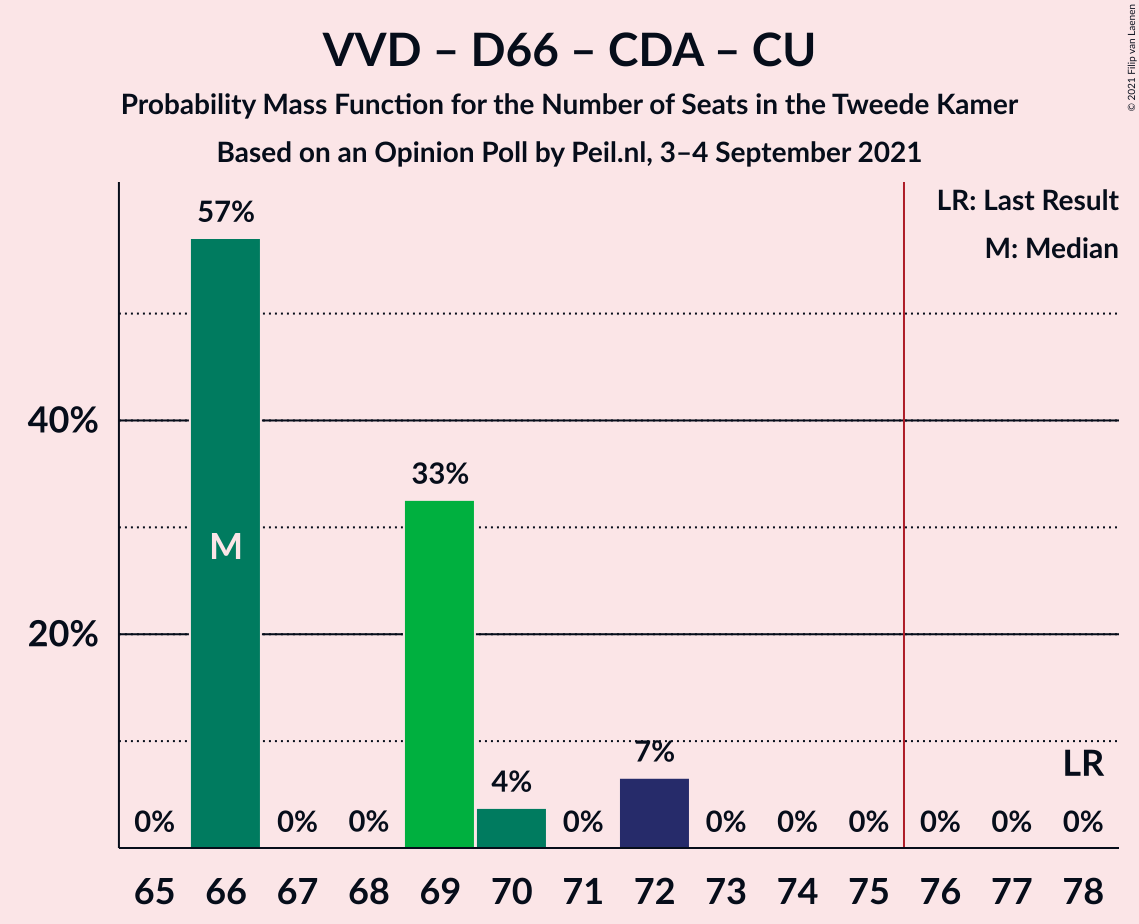 VVD – D66 – CDA – CU
Probability Mass Function for the Number of Seats in the Tweede Kamer
Based on an Opinion Poll by Peil.nl, 3–4 September 2021
© 2021 Filip van Laenen
LR: Last Result
M: Median
57%
40%
33%
M
20%
7%
LR
4%
0% 0% 0% 0% 0% 0% 0% 0% 0% 0%
65 66 67 68 69 70 71 72 73 74 75 76 77 78